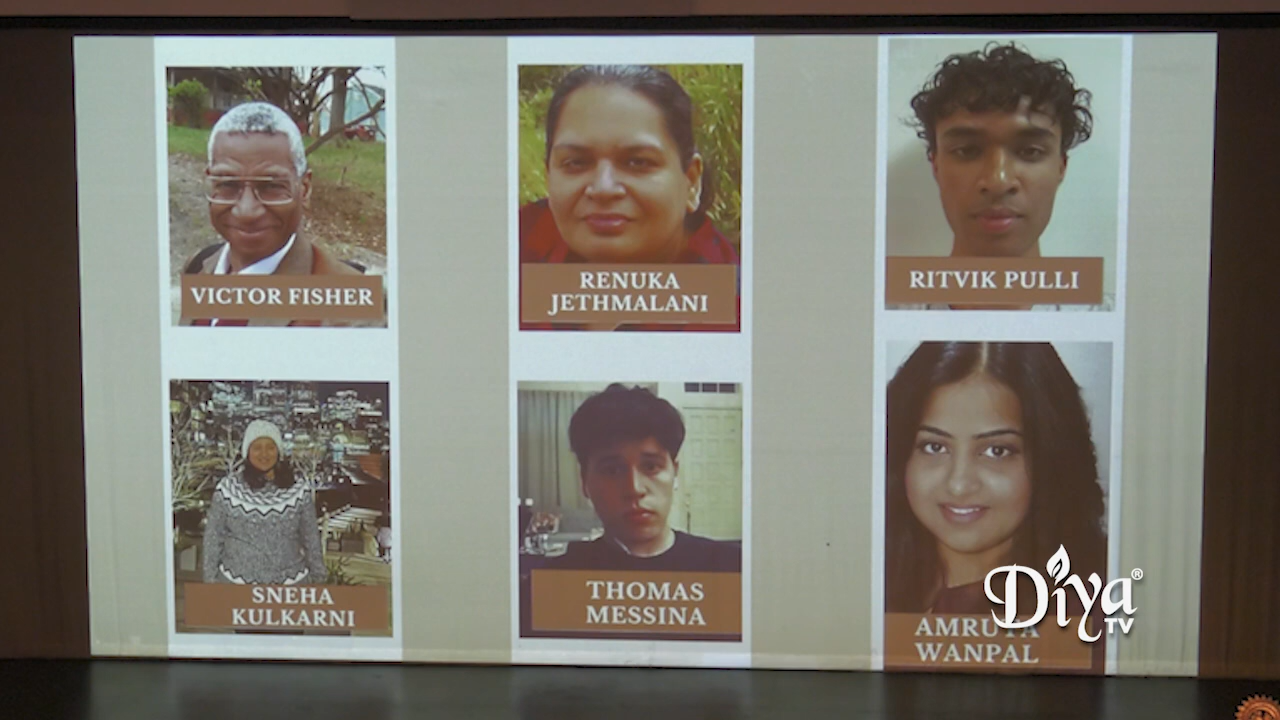 VICTOR FISHER
RENUKA
JETHMALANI
RITVIK PULLI
SNEHA
KULKARNI
THOMAS
MESSINA
AMRUTA
WANPAL
Diya®
TV